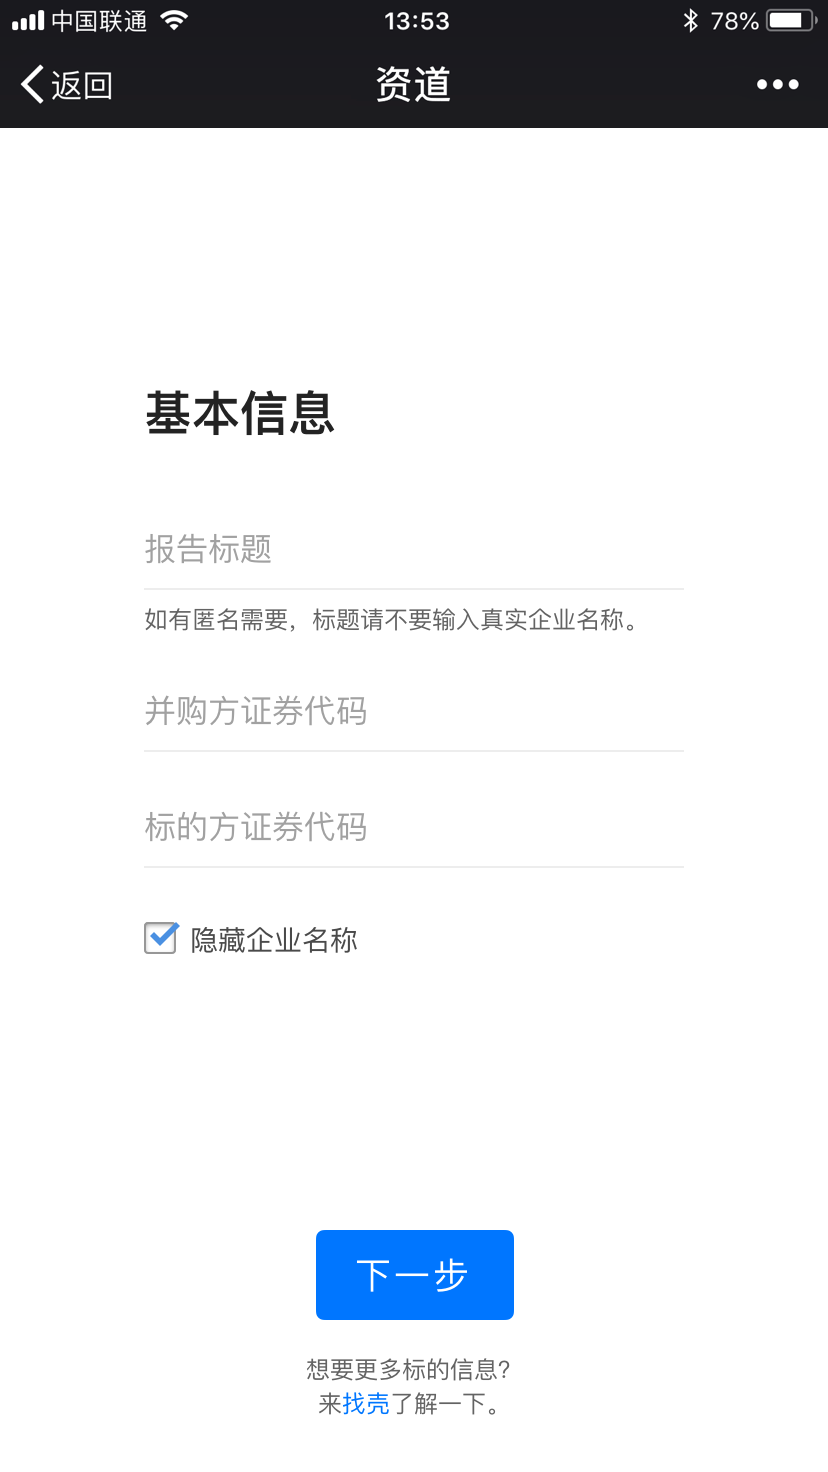 中国联通 13:53 78%
返回 资道
基本信息
报告标题
如有匿名需要，标题请不要输入真实企业名称。
并购方证券代码
标的方证券代码
隐藏企业名称
下一步
想要更多标的信息?
来找壳了解一下。